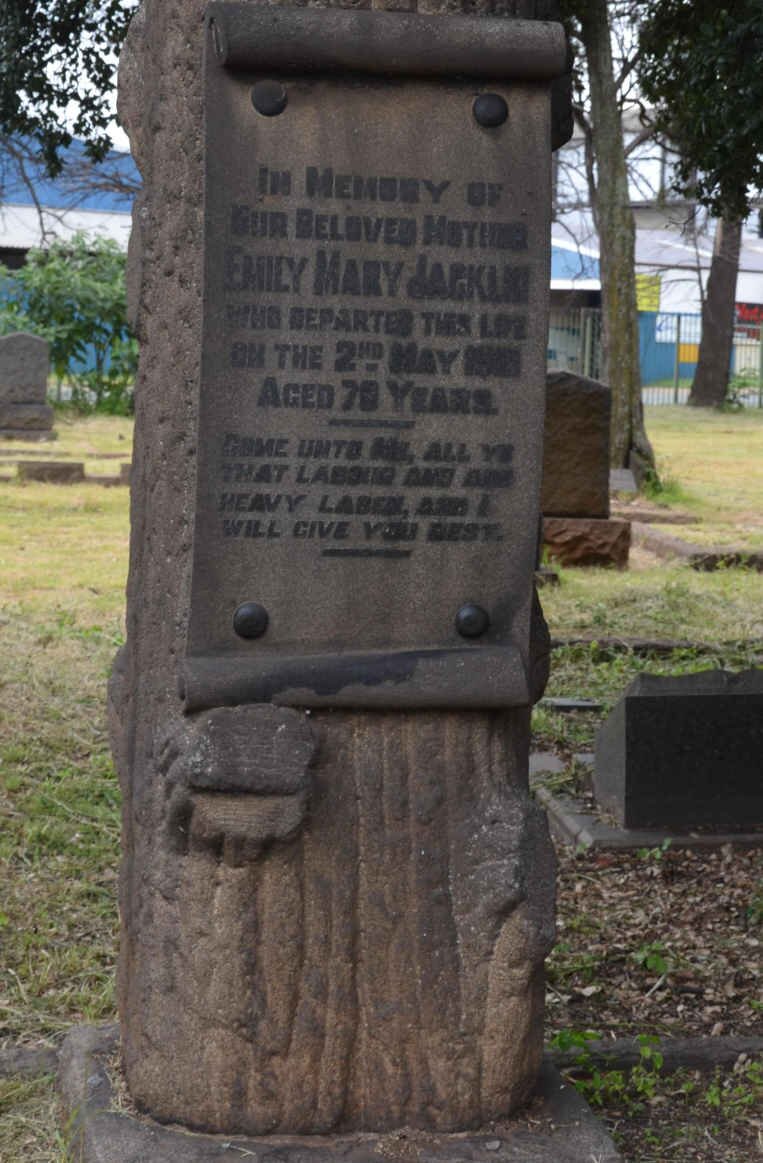 IN MEMORY OF
OUR BELOVED MOTHER
EMILY MARY JACKLIN
WHO DEPARTED THIS LIFE
ON THE 2ND MAY
AGED 78 YEARS.
COME UNTO ME, ALL YE
THAT LABOUR AND ARE
HEAVY LADEN, AND I
WILL GIVE YOU REST.